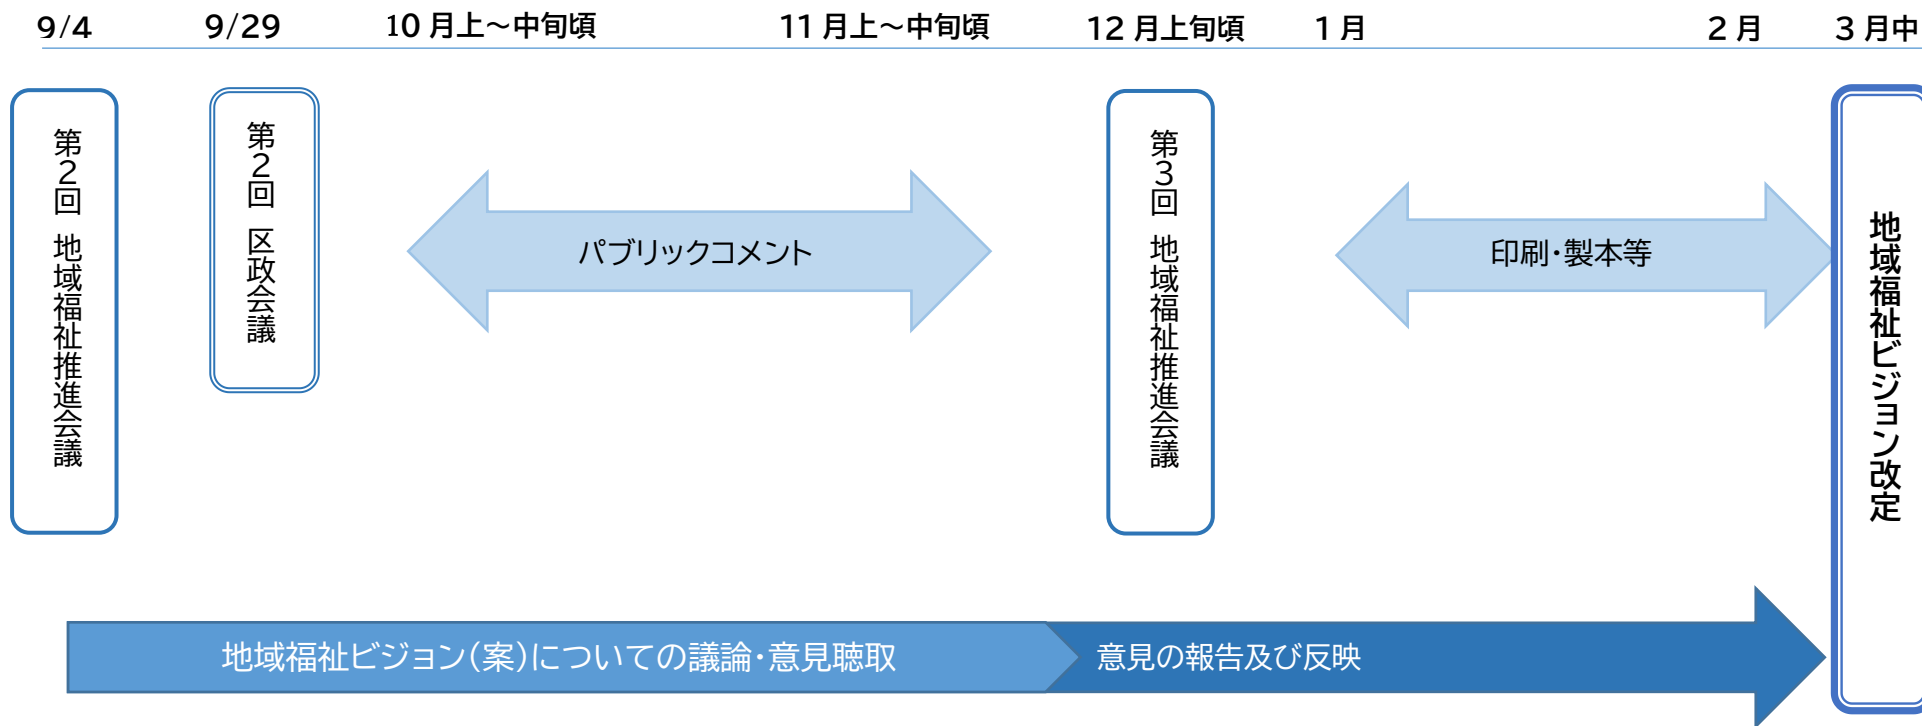 9/4
9/29
10月上～中旬頃
11月上～中旬頃
12月上旬頃
1月
2月
3月中
第2回 地域福祉推進会議
第2回 区政会議
パブリックコメント
第3回 地域福祉推進会議
印刷・製本等
地域福祉ビジョン改定
地域福祉ビジョン（案）についての議論・意見聴取
意見の報告及び反映